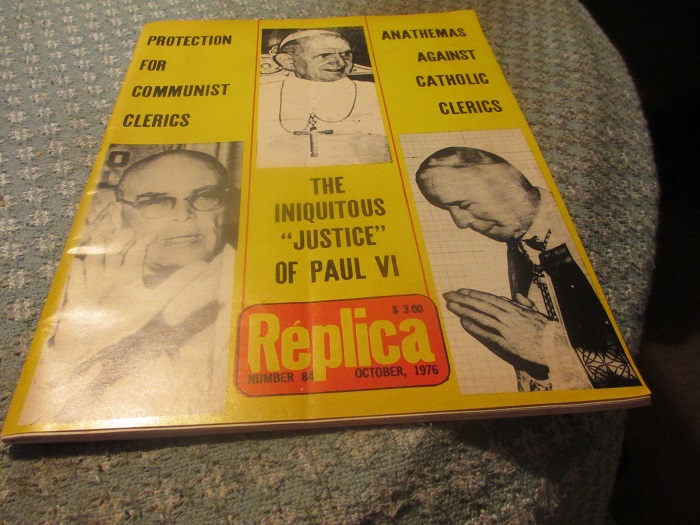 PROTECTION
FOR
COMMUNIST
CLERICS
ANATHEMAS
AGAINST
CATHOLIC
CLERICS
THE
INIQUITOUS
“JUSTICE”
OF PAUL VI
$ 3.00
Réplica
NUMBER 84 OCTOBER, 1976